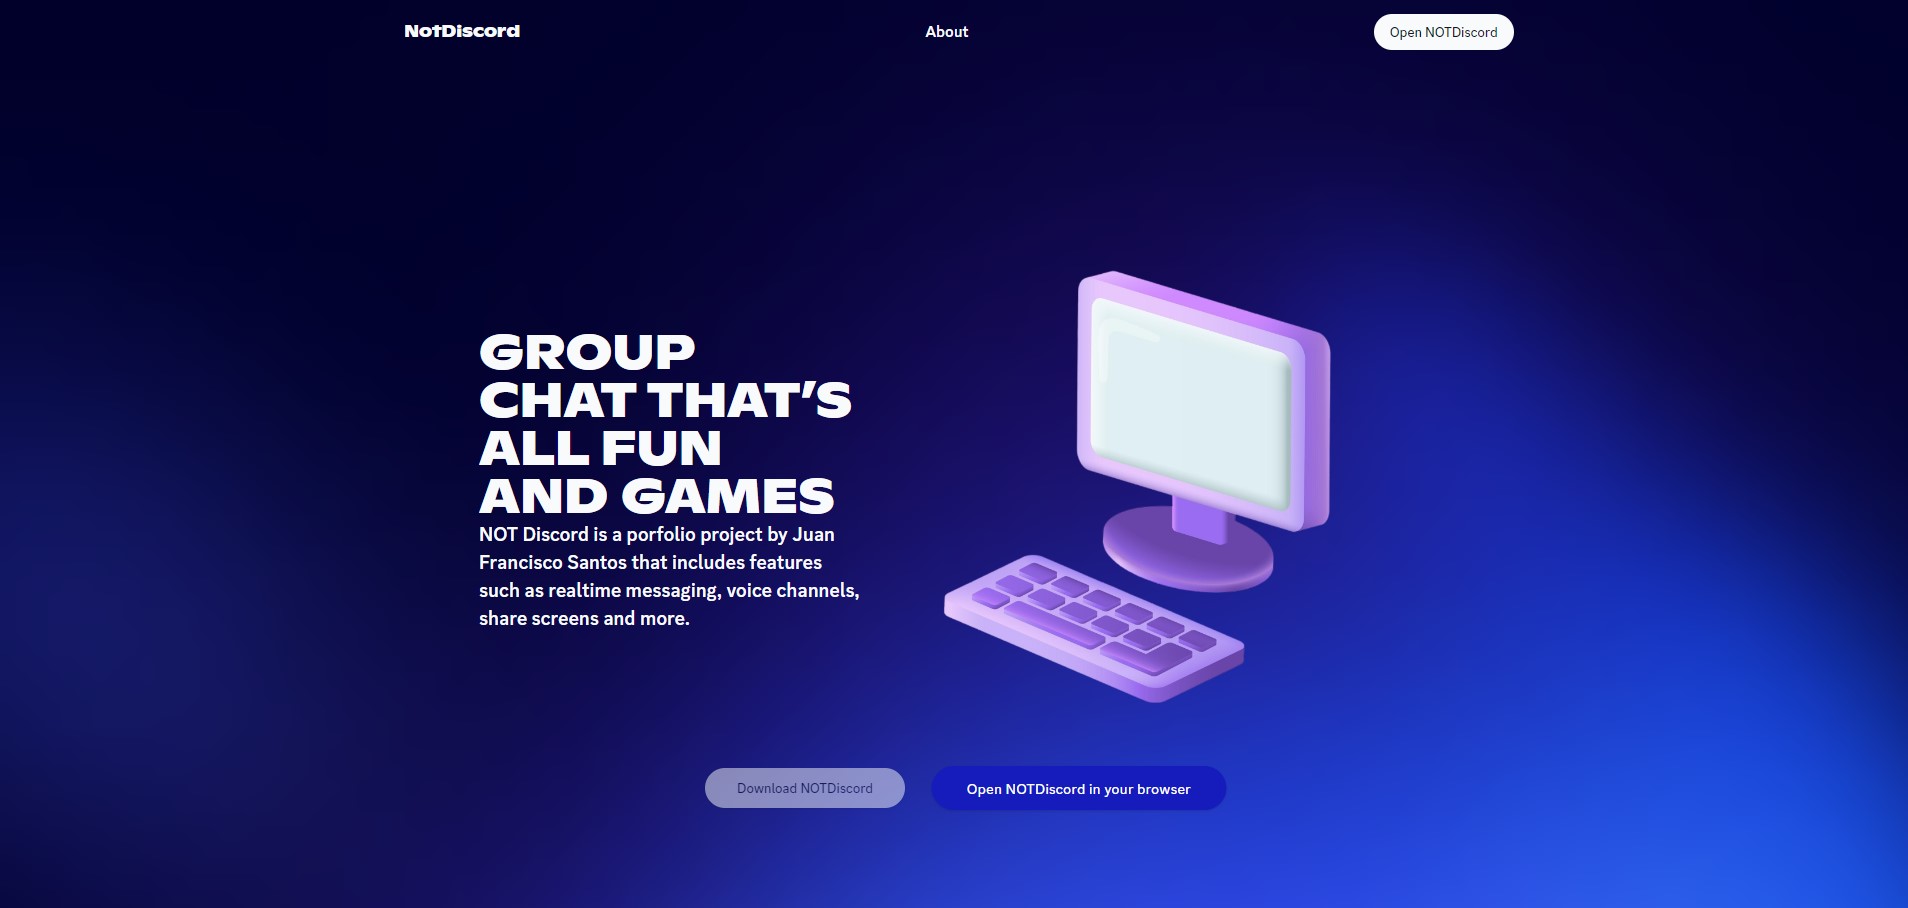 NotDiscord
About
Open NOTDiscord
GROUP
CHAT THAT’S
ALL FUN
AND GAMES
NOT Discord is a porfolio project by Juan
Francisco Santos that includes features
such as realtime messaging, voice channels,
share screens and more.
Download NOTDiscord
Open NOTDiscord in your browser